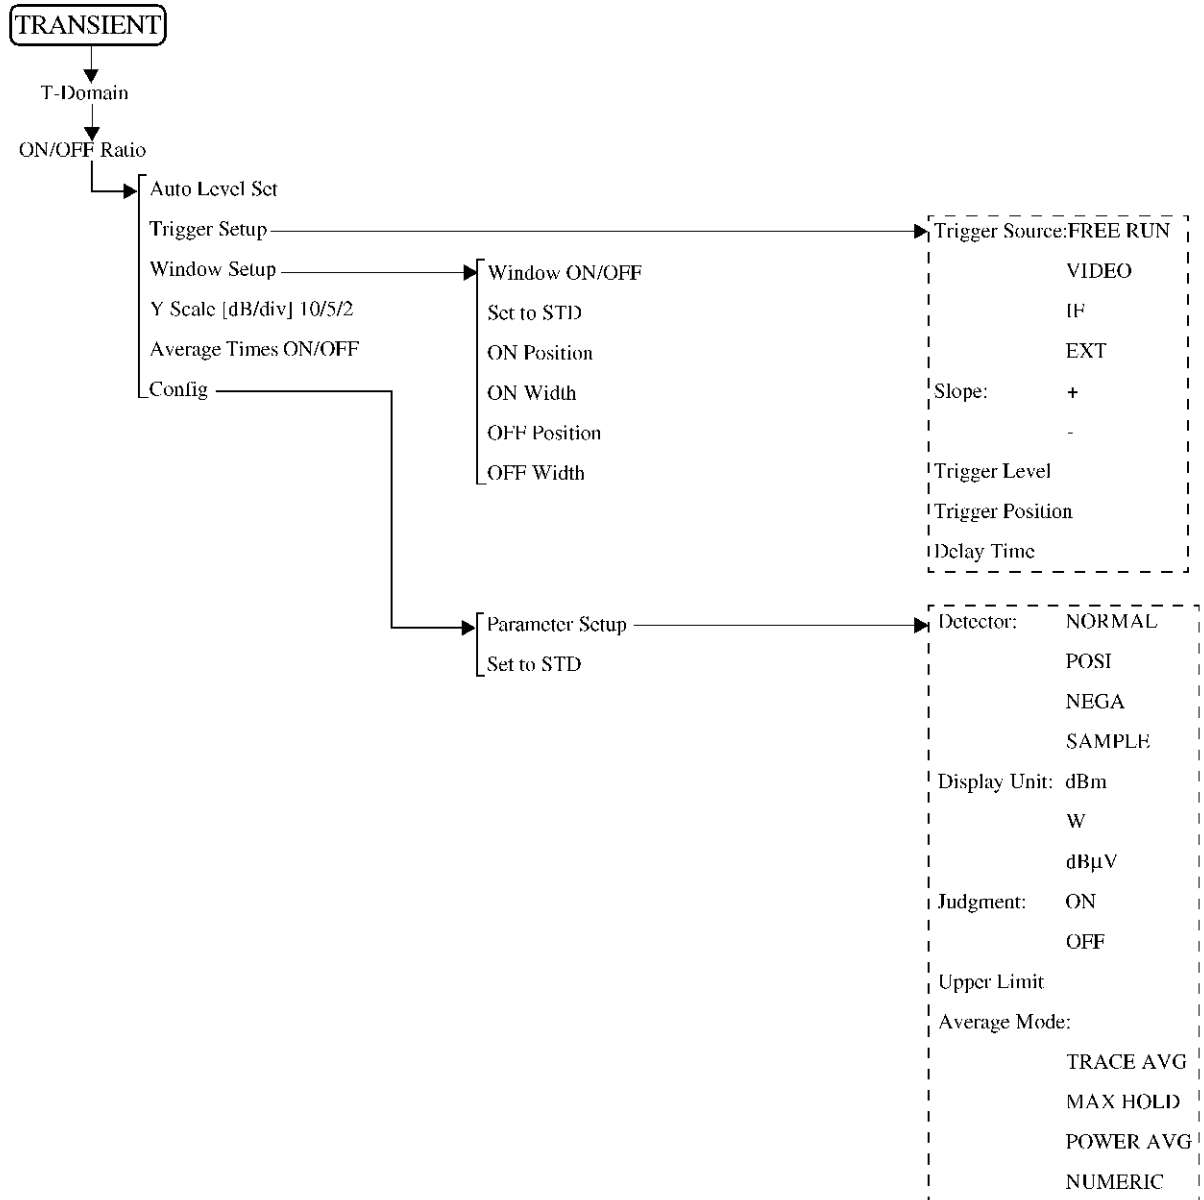 TRANSIENT
T-Domain
ON/OFF Ratio
Auto Level Set
Trigger Setup
Window Setup
Y Scale [dB/div] 10/5/2
Average Times ON/OFF
Config
Window ON/OFF
Set to STD
ON Position
ON Width
OFF Position
OFF Width
Trigger Source:FREE RUN
VIDEO
IF
EXT
Slope: +
-
Trigger Level
Trigger Position
Delay Time
Parameter Setup
Set to STD
Detector: NORMAL
POSI
NEGA
SAMPLE
Display Unit: dBm
W
dBµV
Judgment: ON
OFF
Upper Limit
Average Mode:
TRACE AVG
MAX HOLD
POWER AVG
NUMERIC